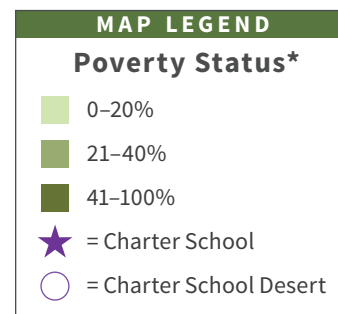 MAP LEGEND
Poverty Status*
0–20%
21–40%
41–100%
= Charter School
= Charter School Desert